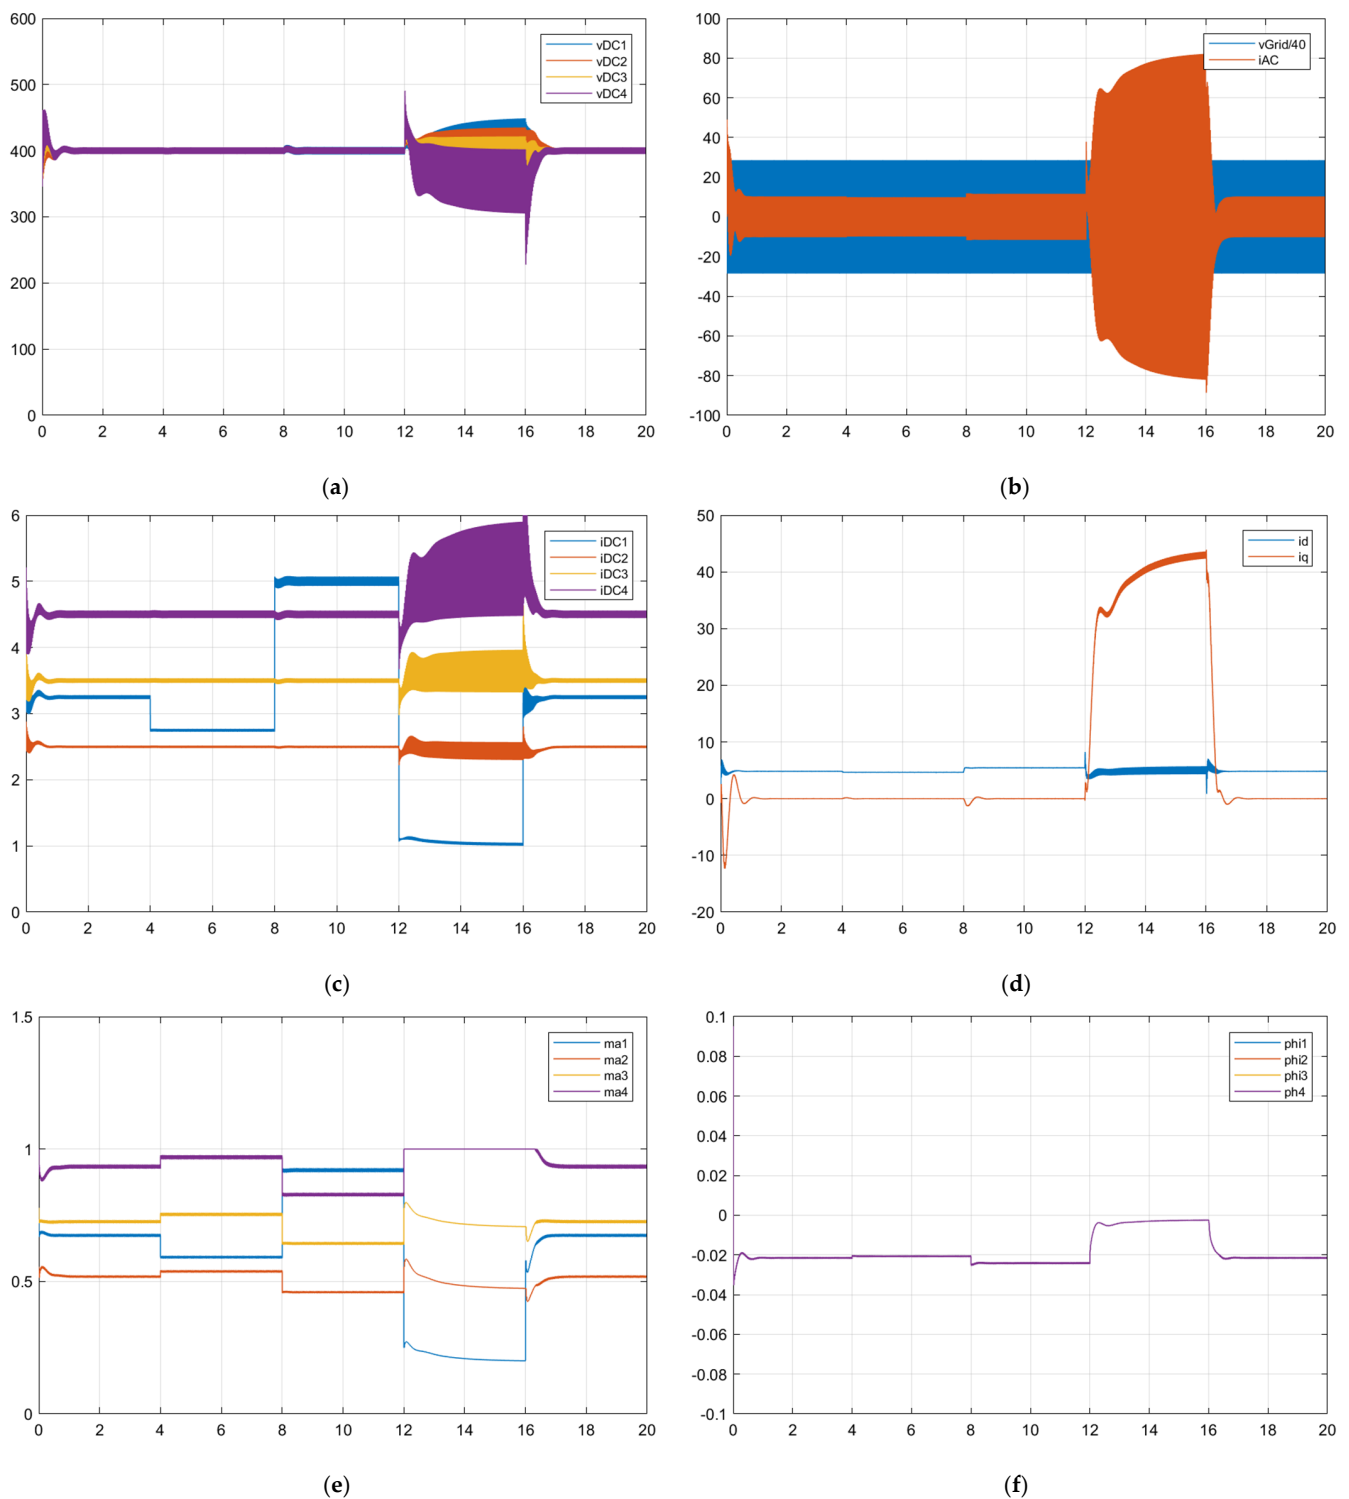 600
500
400
300
200
100
0
0 2 4 6 8 10 12 14 16 18 20
vDC1
vDC2
vDC3
vDC4
(a)
100
80
60
40
20
0
-20
-40
-60
-80
-100
0 2 4 6 8 10 12 14 16 18 20
vGrid/40
iAC
(b)
6
5
4
3
2
1
0
0 2 4 6 8 10 12 14 16 18 20
iDC1
iDC2
iDC3
iDC4
(c)
50
40
30
20
10
0
-10
-20
0 2 4 6 8 10 12 14 16 18 20
id
iq
(d)
1.5
1
0.5
0
0 2 4 6 8 10 12 14 16 18 20
ma1
ma2
ma3
ma4
(e)
0.1
0.08
0.06
0.04
0.02
0
-0.02
-0.04
-0.06
-0.08
-0.1
0 2 4 6 8 10 12 14 16 18 20
phi1
phi2
phi3
ph4
(f)